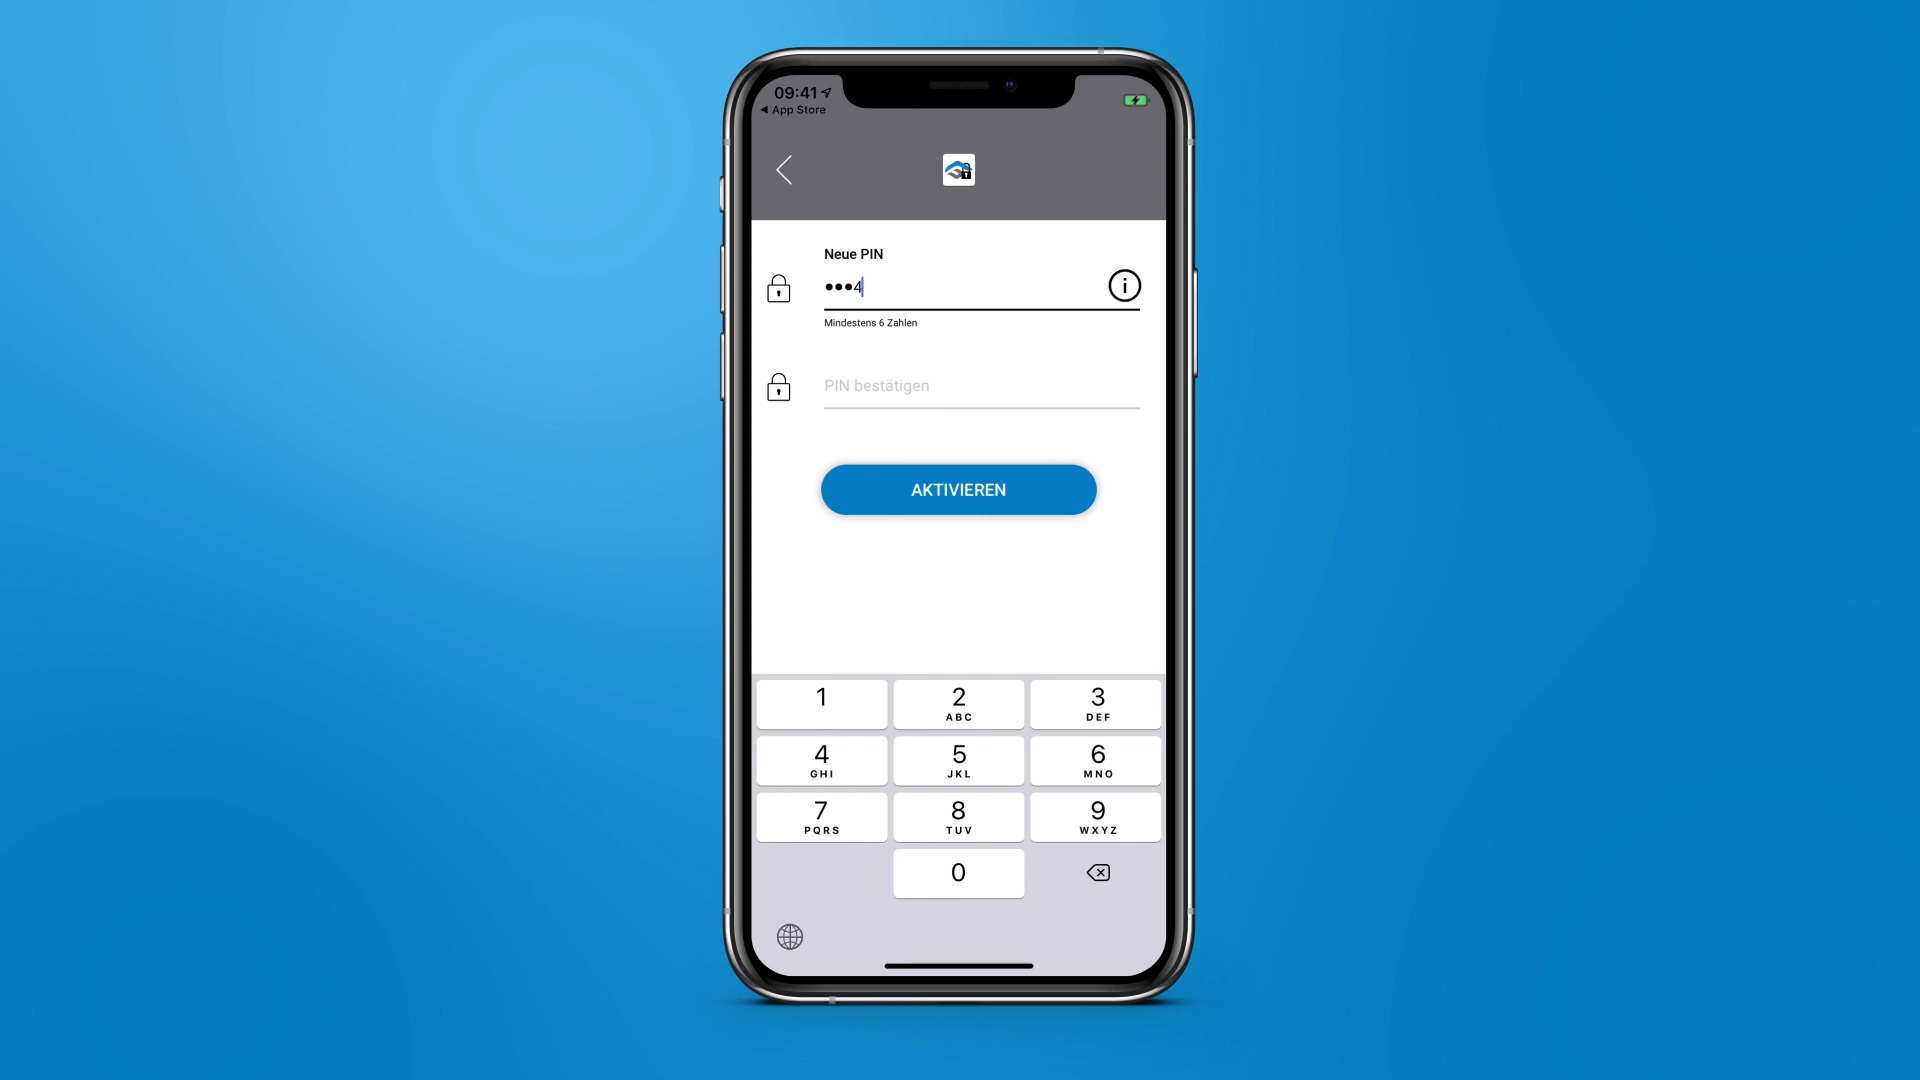 09:41
◀ App Store
Neue PIN
•••4
Mindestens 6 Zahlen
PIN bestätigen
AKTIVIEREN
1 2 3
ABC DEF
4 5 6
GHI JKL MNO
7 8 9
PQRS TUV WXYZ
0